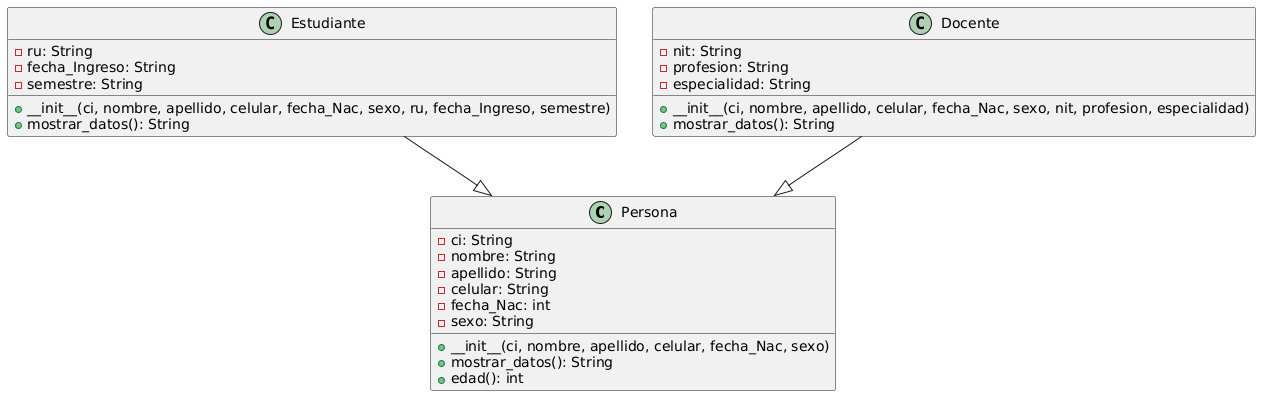 C Estudiante
ru: String
fecha_Ingreso: String
semestre: String
__init__(ci, nombre, apellido, celular, fecha_Nac, sexo, ru, fecha_Ingreso, semestre)
mostrar_datos(): String
C Docente
nit: String
profesion: String
especialidad: String
__init__(ci, nombre, apellido, celular, fecha_Nac, sexo, nit, profesion, especialidad)
mostrar_datos(): String
C Persona
ci: String
nombre: String
apellido: String
celular: String
fecha_Nac: int
sexo: String
__init__(ci, nombre, apellido, celular, fecha_Nac, sexo)
mostrar_datos(): String
edad(): int